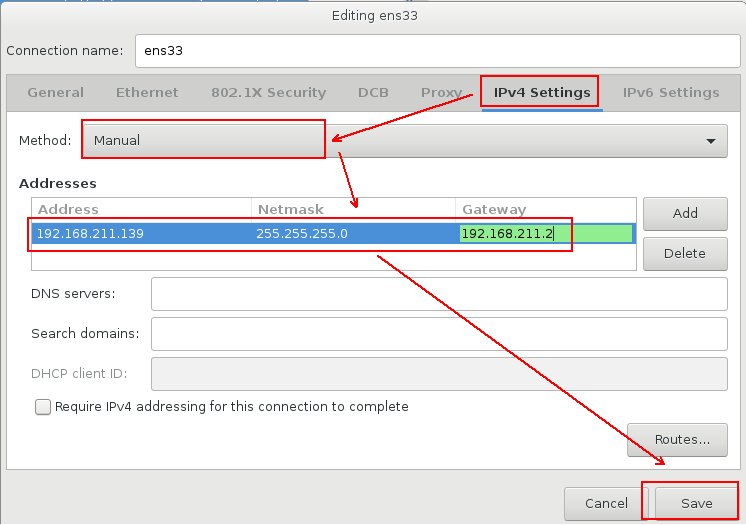 Editing ens33
Connection name: ens33
General Ethernet 802.1X Security DCB Proxy IPv4 Settings IPv6 Settings
Method: Manual
Addresses
Address Netmask Gateway
192.168.211.139 255.255.255.0 192.168.211.2
Add
Delete
DNS servers:
Search domains:
DHCP client ID:
Require IPv4 addressing for this connection to complete
Routes...
Cancel Save